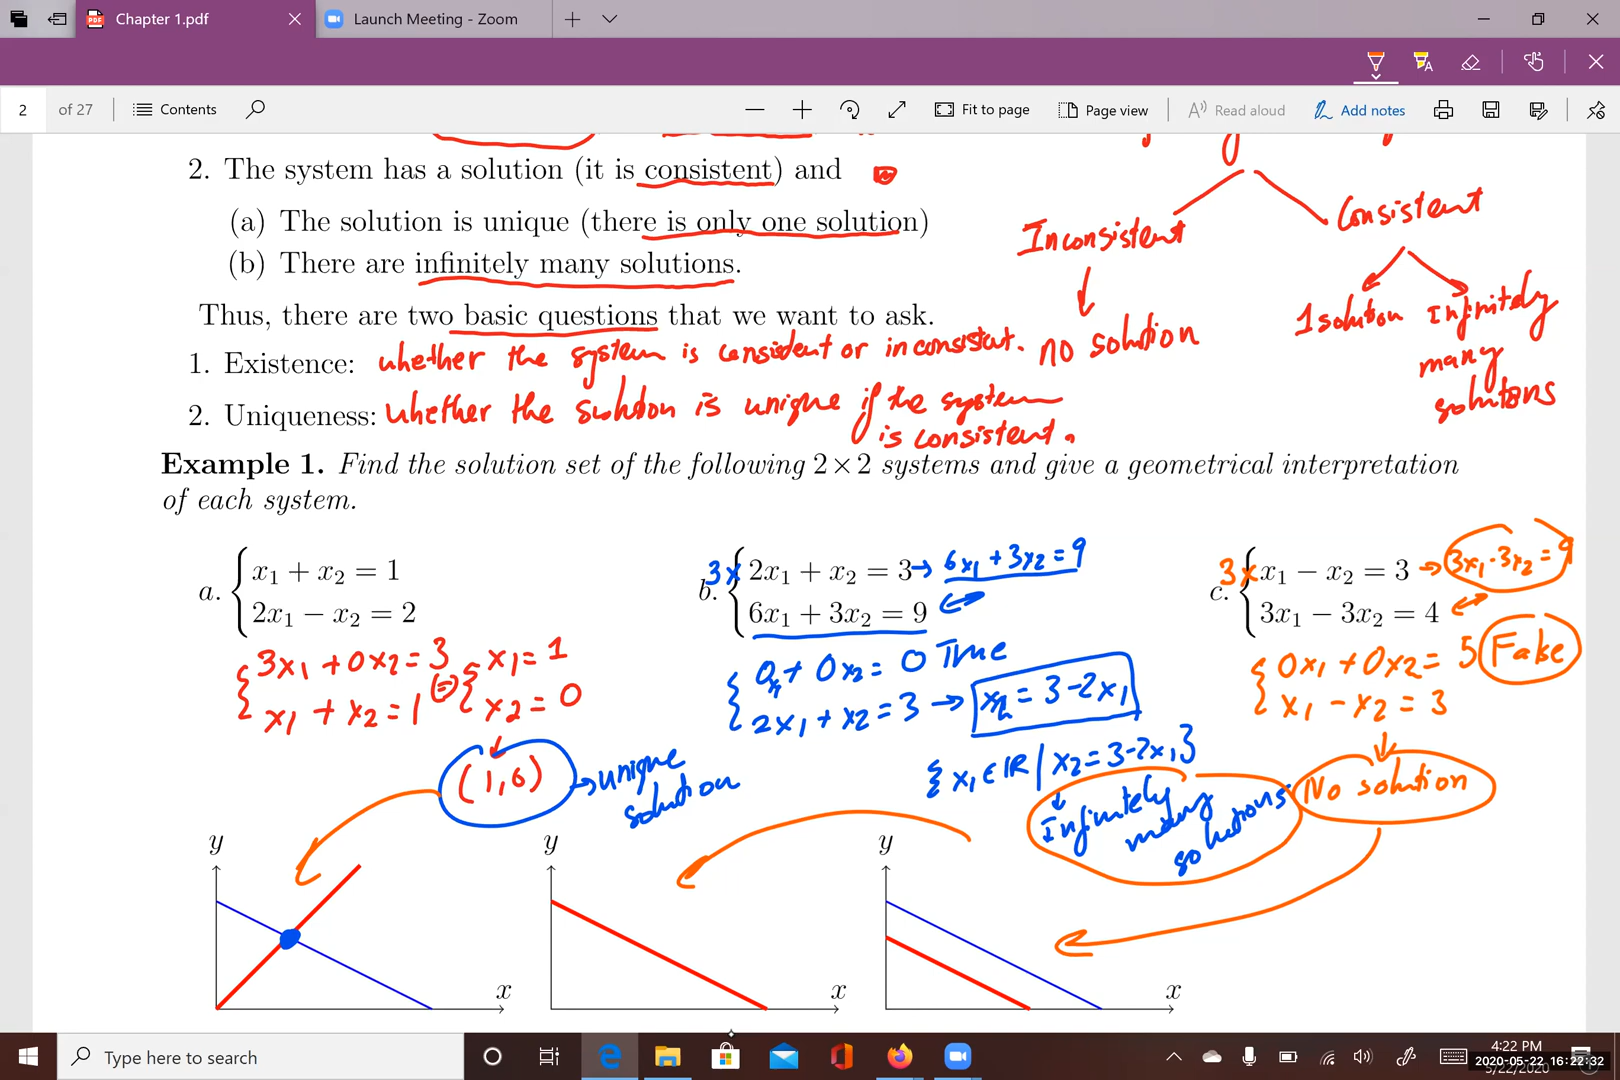 Chapter 1.pdf
Launch Meeting - Zoom
2 of 27
Contents
Fit to page
Page view
Read aloud
Add notes
2. The system has a solution (it is consistent) and
(a) The solution is unique (there is only one solution)
(b) There are infinitely many solutions.
Inconsistent
Consistent
no solution
1 solution
Infinitely
many
solutions
Thus, there are two basic questions that we want to ask.
1. Existence: whether the system is consistent or inconsistent.
2. Uniqueness: whether the solution is unique if the system
is consistent.
Example 1. Find the solution set of the following 2×2 systems and give a geometrical interpretation
of each system.
a. { x₁ + x₂ = 1
2x₁ − x₂ = 2
{ 3x₁ + 0x₂ = 3
x₁ + x₂ = 1
⊜ { x₁ = 1
x₂ = 0
(1,0) → unique
solution
b. 3× { 2x₁ + x₂ = 3 → 6x₁ + 3x₂ = 9
6x₁ + 3x₂ = 9
{ 0x₁ + 0x₂ = 0 True
2x₁ + x₂ = 3 → x₂ = 3 − 2x₁
{ x₁ ∈ ℝ | x₂ = 3 − 2x₁ }
Infinitely
many
solutions
c. 3× { x₁ − x₂ = 3 → 3x₁ − 3x₂ = 9
3x₁ − 3x₂ = 4
{ 0x₁ + 0x₂ = 5 Fake
x₁ − x₂ = 3
No solution
y
x
y
x
y
x
Type here to search
4:22 PM
2020-05-22 16:22:32
5/22/2020